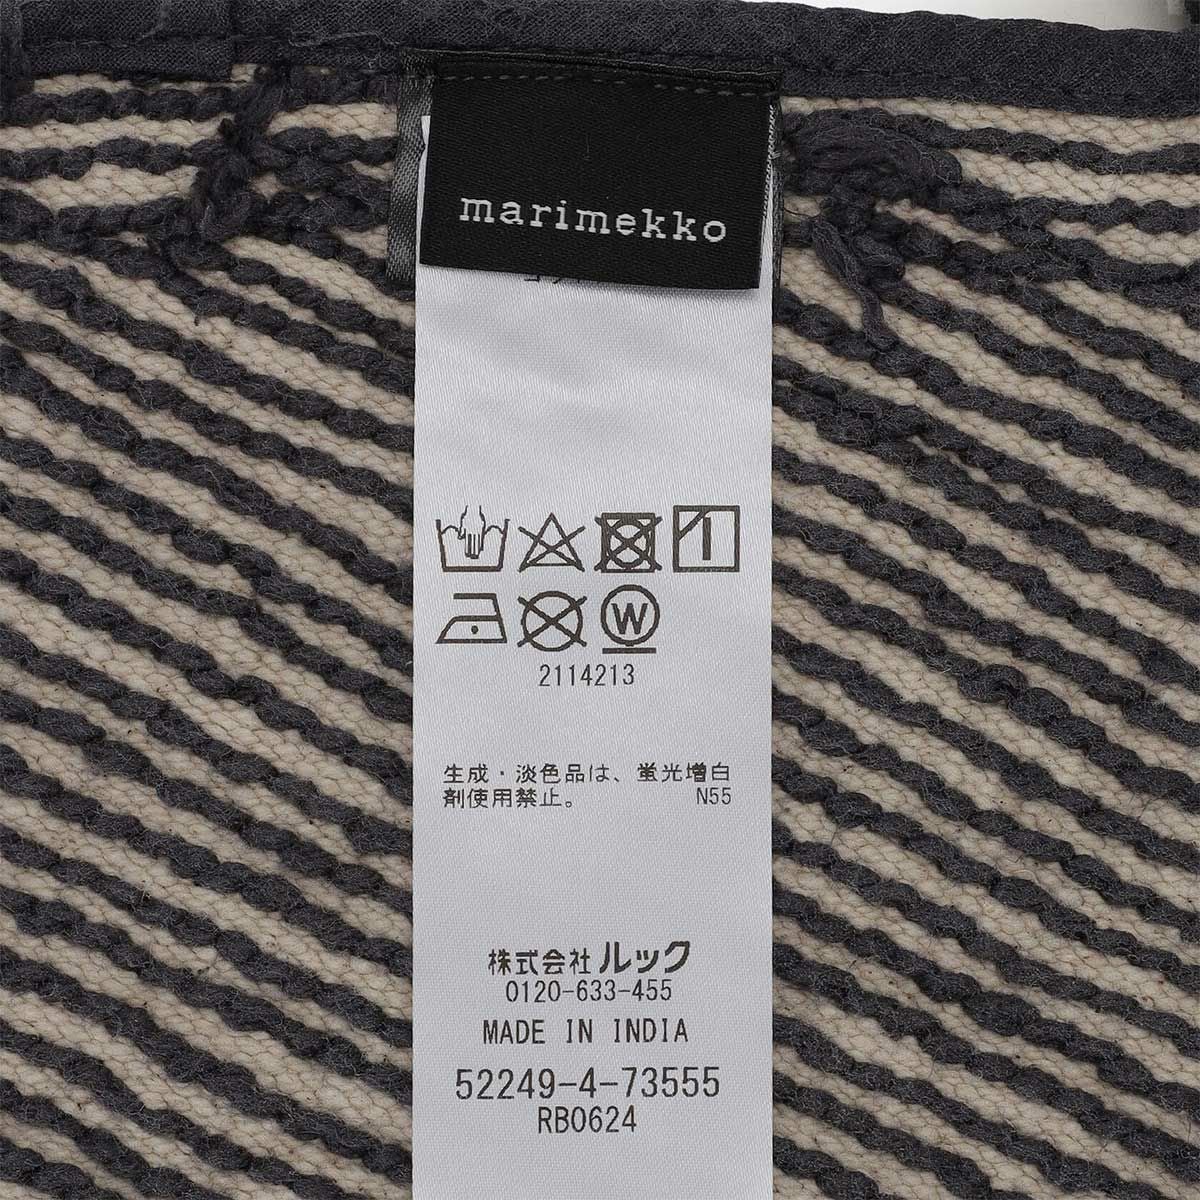 marimekko
W
2114213
生成・淡色品は、蛍光増白
剤使用禁止。 N55
株式会社 ルック
0120-633-455
MADE IN INDIA
52249-4-73555
RB0624